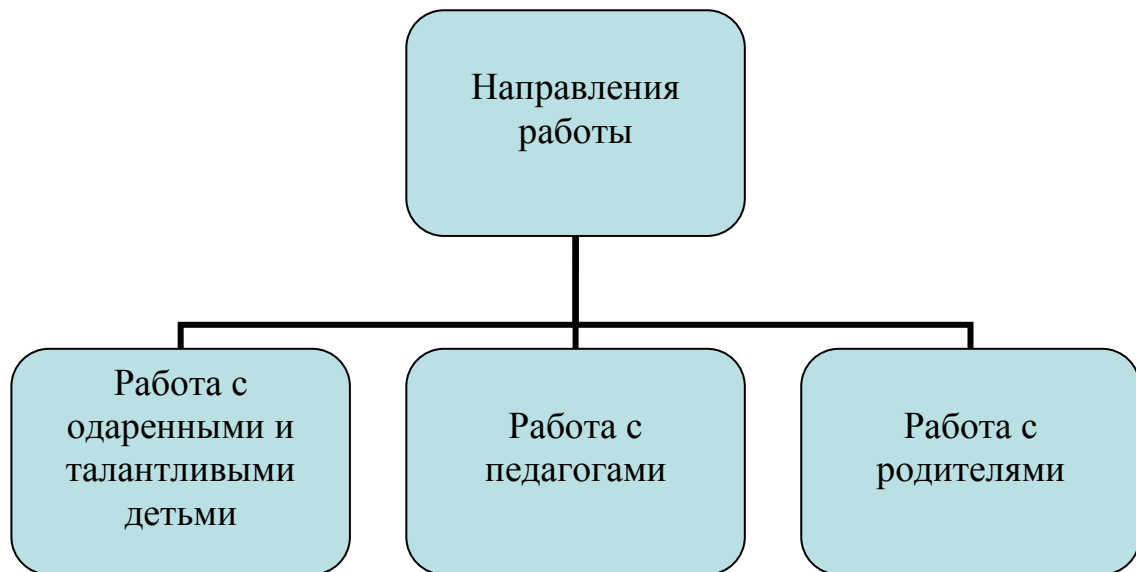 Направления
работы
Работа с
одаренными и
талантливыми
детьми
Работа с
педагогами
Работа с
родителями